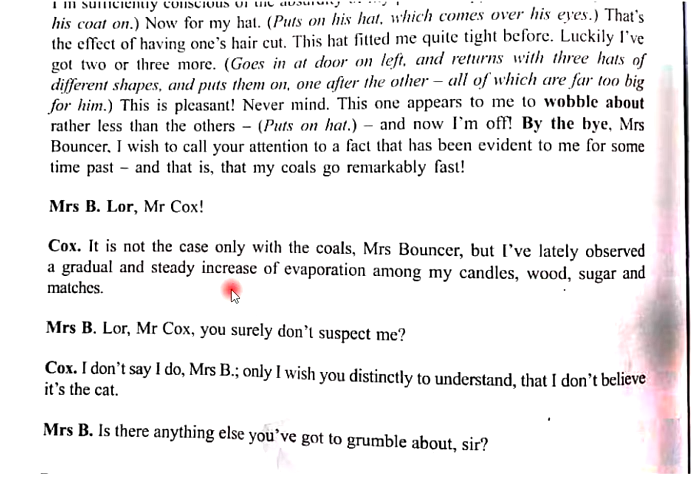 I'm sufficiently conscious of the absurdity
his coat on.) Now for my hat. (Puts on his hat, which comes over his eyes.) That's
the effect of having one's hair cut. This hat fitted me quite tight before. Luckily I've
got two or three more. (Goes in at door on left, and returns with three hats of
different shapes, and puts them on, one after the other – all of which are far too big
for him.) This is pleasant! Never mind. This one appears to me to wobble about
rather less than the others – (Puts on hat.) – and now I'm off! By the bye, Mrs
Bouncer, I wish to call your attention to a fact that has been evident to me for some
time past – and that is, that my coals go remarkably fast!
Mrs B. Lor, Mr Cox!
Cox. It is not the case only with the coals, Mrs Bouncer, but I've lately observed
a gradual and steady increase of evaporation among my candles, wood, sugar and
matches.
Mrs B. Lor, Mr Cox, you surely don't suspect me?
Cox. I don't say I do, Mrs B.; only I wish you distinctly to understand, that I don't believe
it's the cat.
Mrs B. Is there anything else you've got to grumble about, sir?